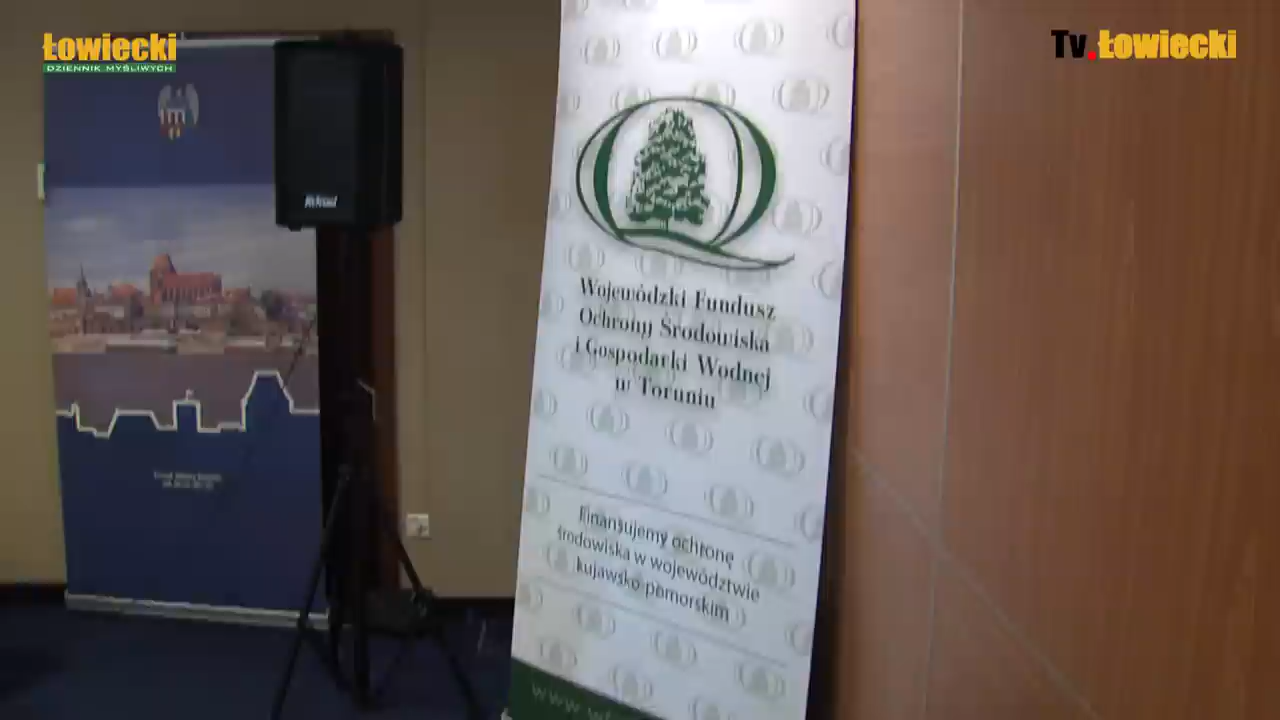 Łowiecki
DZIENNIK MYŚLIWYCH
Tv.Łowiecki
Wojewódzki Fundusz
Ochrony Środowiska
i Gospodarki Wodnej
w Toruniu
Finansujemy ochronę
środowiska w województwie
kujawsko-pomorskim